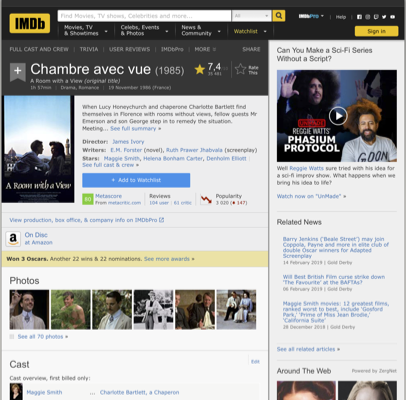 IMDb
Find Movies, TV shows, Celebrities and more...
All
IMDbPro
Help
Movies, TV & Showtimes
Celebs, Events & Photos
News & Community
Watchlist
Sign in
FULL CAST AND CREW | TRIVIA | USER REVIEWS | IMDbPro | MORE
SHARE
Chambre avec vue (1985)
7,4
Rate This
A Room with a View (original title)
1h 57min | Drama, Romance | 19 November 1986 (France)
A Room with a View
When Lucy Honeychurch and chaperone Charlotte Bartlett find
themselves in Florence with rooms without views, fellow guests Mr
Emerson and son George step in to remedy the situation.
Meeting... See full summary »
Director: James Ivory
Writers: E.M. Forster (novel), Ruth Prawer Jhabvala (screenplay)
Stars: Maggie Smith, Helena Bonham Carter, Denholm Elliott
See full cast & crew »
+ Add to Watchlist
Metascore
From metacritic.com
Reviews
104 user | 61 critic
Popularity
3 020 (147)
View production, box office, & company info on IMDbPro
On Disc
at Amazon
Won 3 Oscars. Another 22 wins & 22 nominations. See more awards »
Photos
See all 70 photos »
Cast
Edit
Cast overview, first billed only:
Maggie Smith ... Charlotte Bartlett, a Chaperon
Can You Make a Sci-Fi Series
Without a Script?
REGGIE WATTS'
PHASIUM
PROTOCOL
Well Reggie Watts sure tried with his idea for
a sci-fi improv show. What happens when we
bring his idea to life?
Watch now on "UnMade" »
Related News
Barry Jenkins ('Beale Street') may join
Coppola, Payne and more in elite club
of double Oscar winners for Adapted
Screenplay
14 February 2019 | Gold Derby
Will Best British Film curse strike down
'The Favourite' at the BAFTAs?
06 February 2019 | Gold Derby
Maggie Smith movies: 12 greatest films,
ranked worst to best, include 'Gosford
Park,' 'Prime of Miss Jean Brodie,'
'California Suite'
28 December 2018 | Gold Derby
See all related articles »
Around The Web
Powered by ZergNet